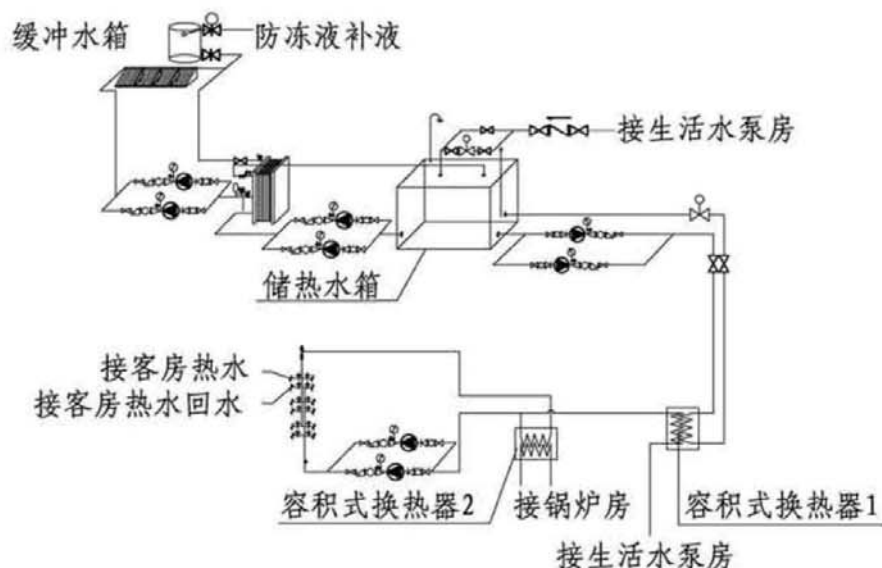 缓冲水箱
防冻液补液
接生活水泵房
储热水箱
接客房热水
接客房热水回水
容积式换热器2
接锅炉房
容积式换热器1
接生活水泵房